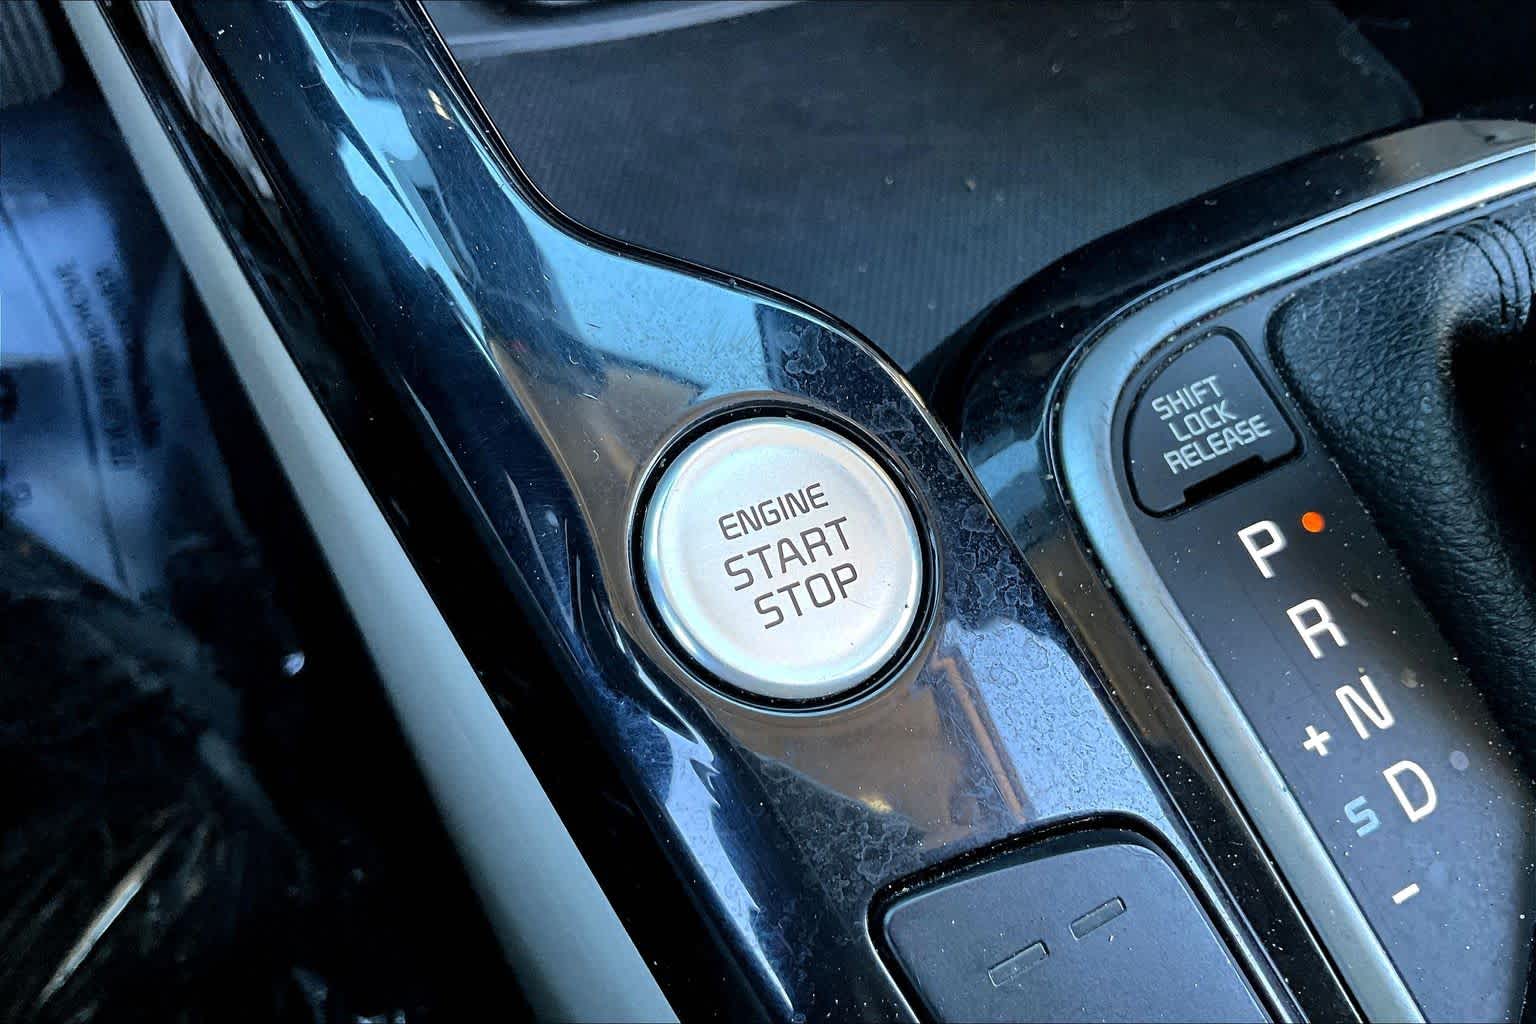 ENGINE
START
STOP
SHIFT
LOCK
RELEASE
P
R
N
+
D
S
-